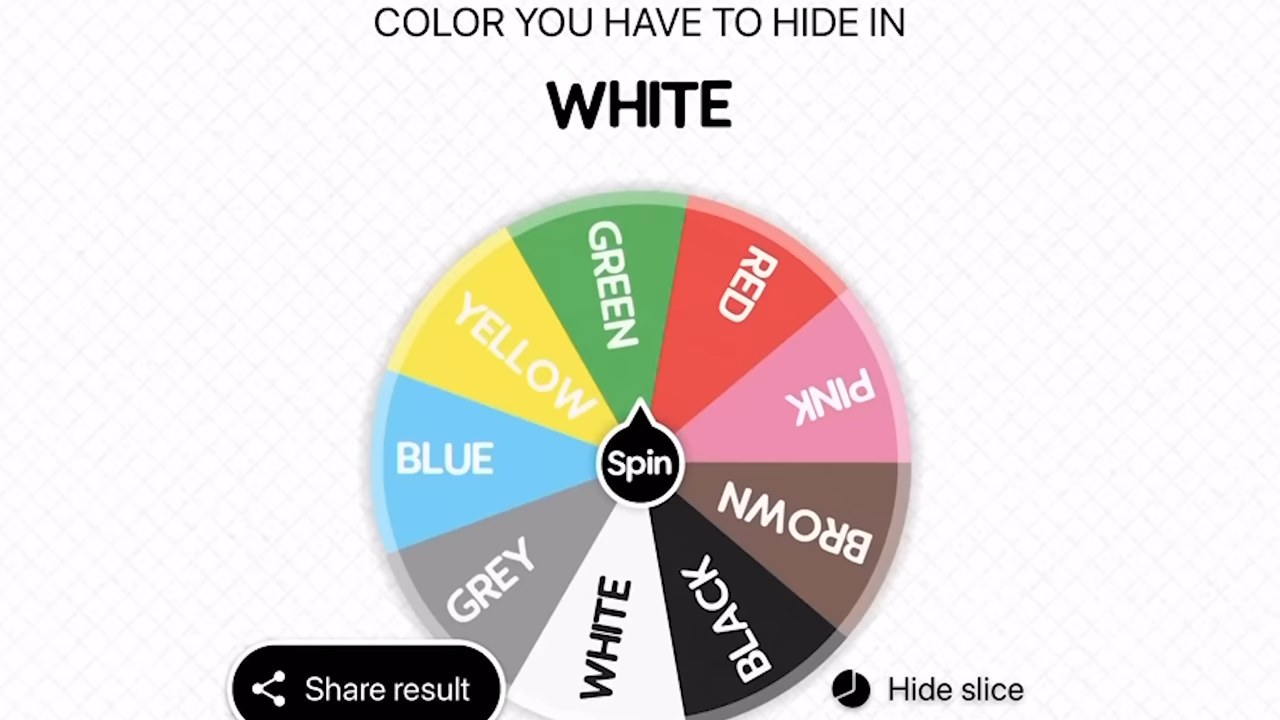 COLOR YOU HAVE TO HIDE IN
WHITE
GREEN
RED
YELLOW
PINK
BLUE
Spin
BROWN
GREY
BLACK
WHITE
Share result
Hide slice